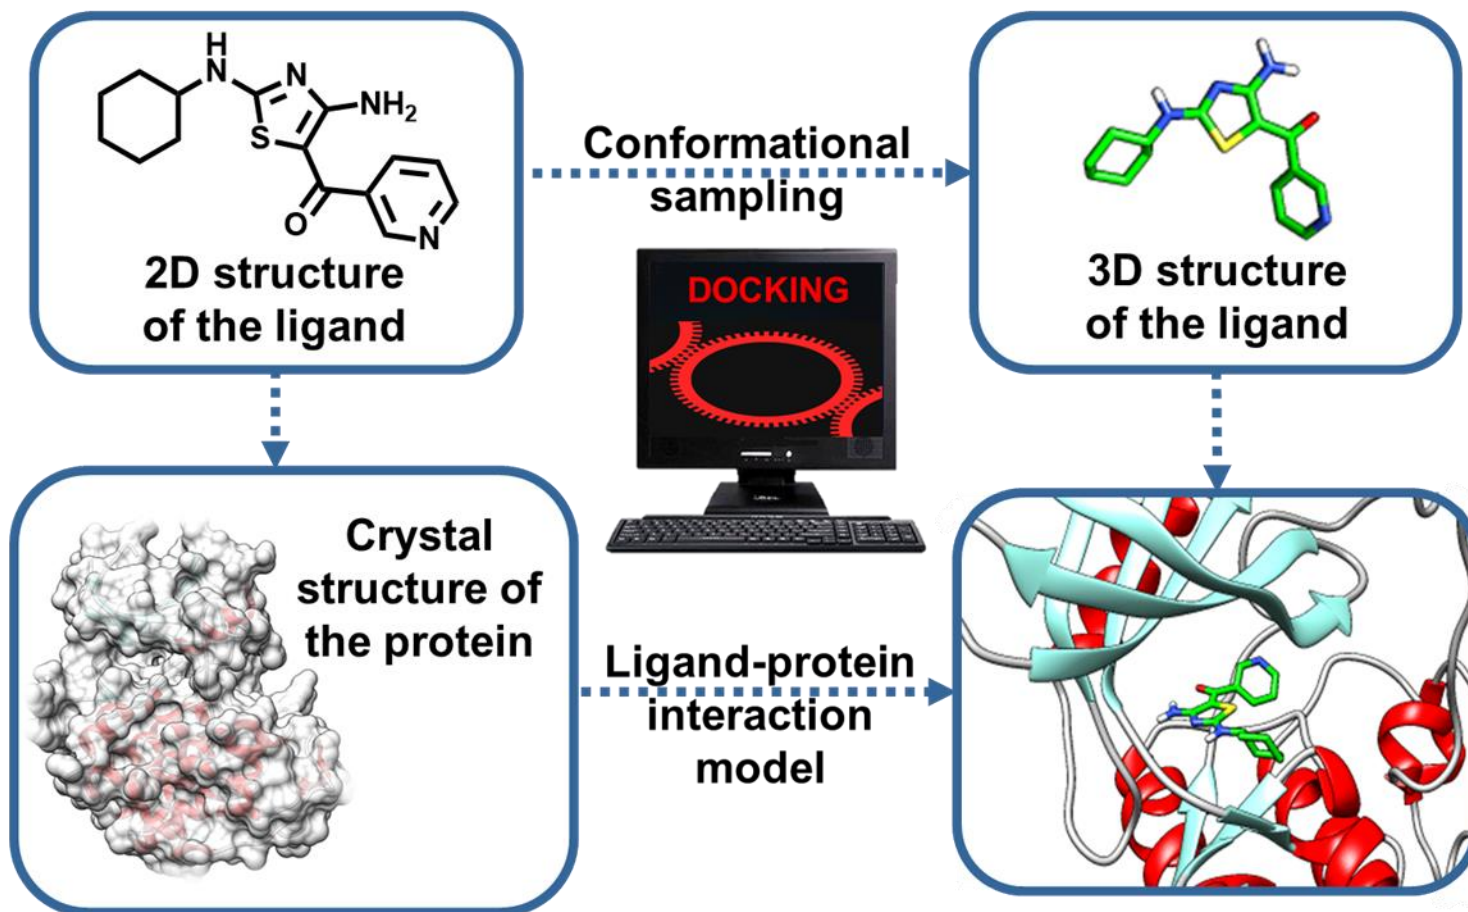 H
N
N
NH2
S
O
N
2D structure
of the ligand
Conformational
sampling
3D structure
of the ligand
DOCKING
Crystal
structure of
the protein
Ligand-protein
interaction
model